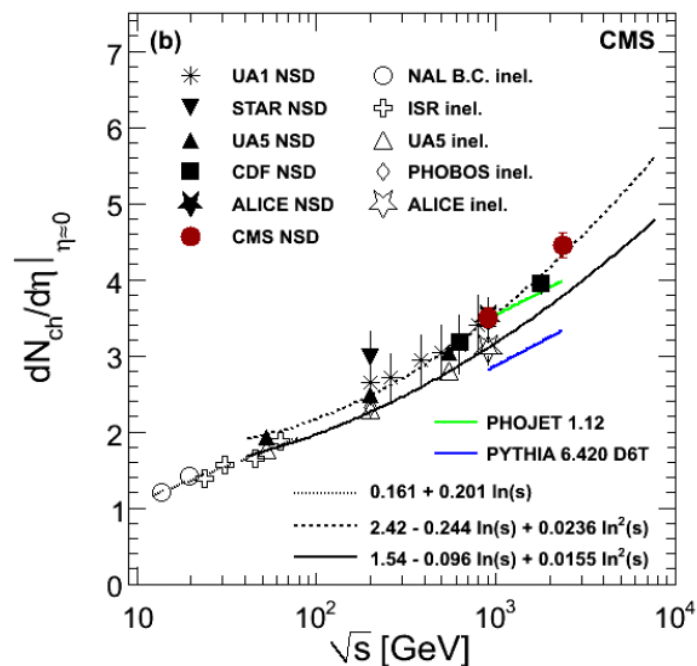 (b) CMS
UA1 NSD NAL B.C. inel.
STAR NSD ISR inel.
UA5 NSD UA5 inel.
CDF NSD PHOBOS inel.
ALICE NSD ALICE inel.
CMS NSD
PHOJET 1.12
PYTHIA 6.420 D6T
0.161 + 0.201 ln(s)
2.42 - 0.244 ln(s) + 0.0236 ln²(s)
1.54 - 0.096 ln(s) + 0.0155 ln²(s)
dN_ch/dη|_η≈0
7
6
5
4
3
2
1
0
10 10² 10³ 10⁴
√s [GeV]